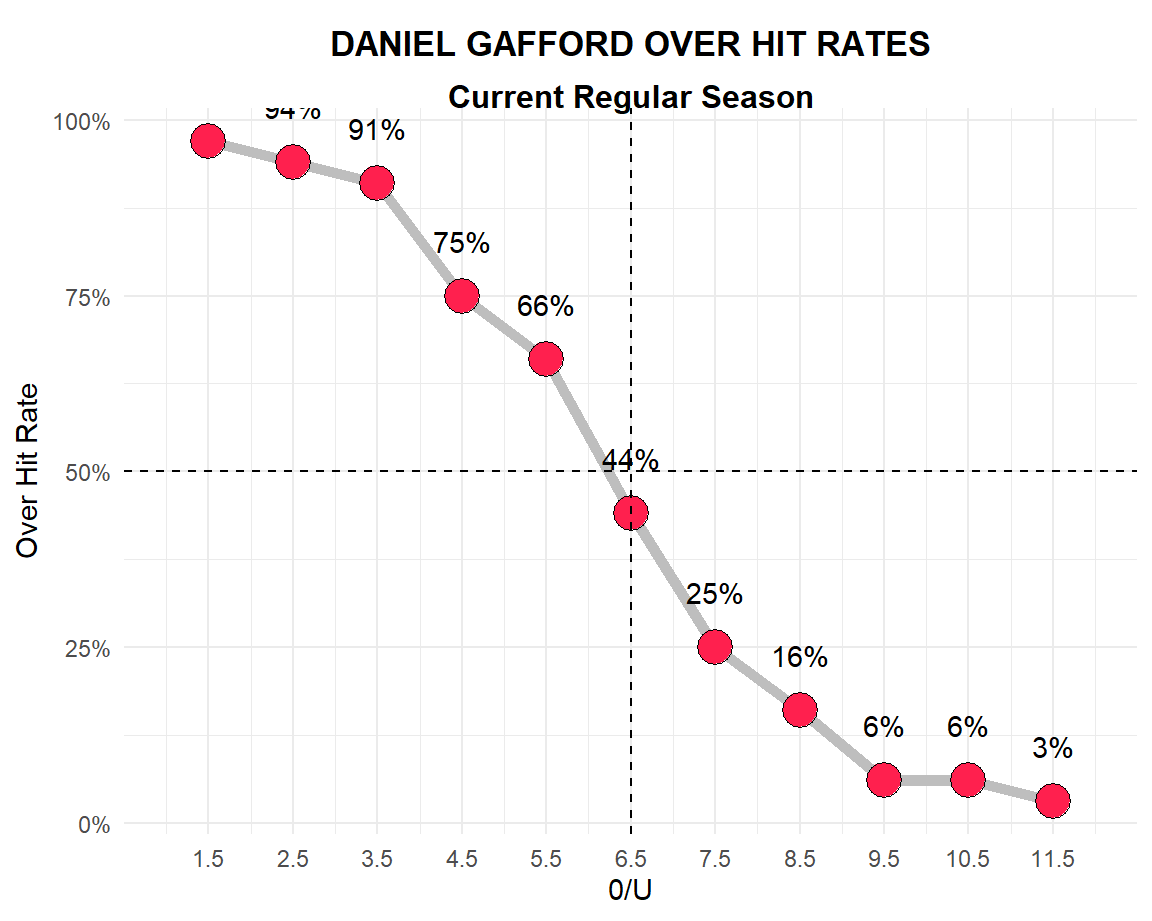 DANIEL GAFFORD OVER HIT RATES
Current Regular Season
94%
91%
100%
75%
75%
66%
44%
50%
Over Hit Rate
25%
25%
16%
6% 6%
3%
0%
1.5 2.5 3.5 4.5 5.5 6.5 7.5 8.5 9.5 10.5 11.5
0/U